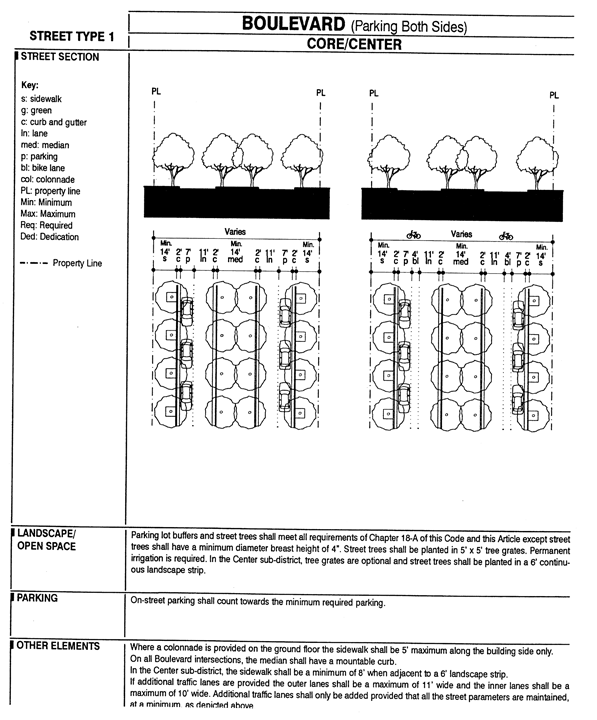 STREET TYPE 1
BOULEVARD (Parking Both Sides)
CORE/CENTER
STREET SECTION
Key:
s: sidewalk
g: green
c: curb and gutter
ln: lane
med: median
p: parking
bl: bike lane
col: colonnade
PL: property line
Min: Minimum
Max: Maximum
Req: Required
Ded: Dedication
Property Line
PL PL PL PL
Varies
Min. Min. Min.
14' 2' 7' 11' 2' 14' 2' 11' 7' 2' 14'
s c p ln c med c ln p c s
Varies
Min. Min. Min.
14' 2' 7' 4' 11' 2' 14' 2' 11' 4' 7' 2' 14'
s c p bl ln c med c ln bl p c s
LANDSCAPE/
OPEN SPACE
Parking lot buffers and street trees shall meet all requirements of Chapter 18-A of this Code and this Article except street
trees shall have a minimum diameter breast height of 4". Street trees shall be planted in 5' x 5' tree grates. Permanent
irrigation is required. In the Center sub-district, tree grates are optional and street trees shall be planted in a 6' continu-
ous landscape strip.
PARKING
On-street parking shall count towards the minimum required parking.
OTHER ELEMENTS
Where a colonnade is provided on the ground floor the sidewalk shall be 5' maximum along the building side only.
On all Boulevard intersections, the median shall have a mountable curb.
In the Center sub-district, the sidewalk shall be a minimum of 8' when adjacent to a 6' landscape strip.
If additional traffic lanes are provided the outer lanes shall be a maximum of 11' wide and the inner lanes shall be a
maximum of 10' wide. Additional traffic lanes shall only be added provided that all the street parameters are maintained,
at a minimum, as depicted above.